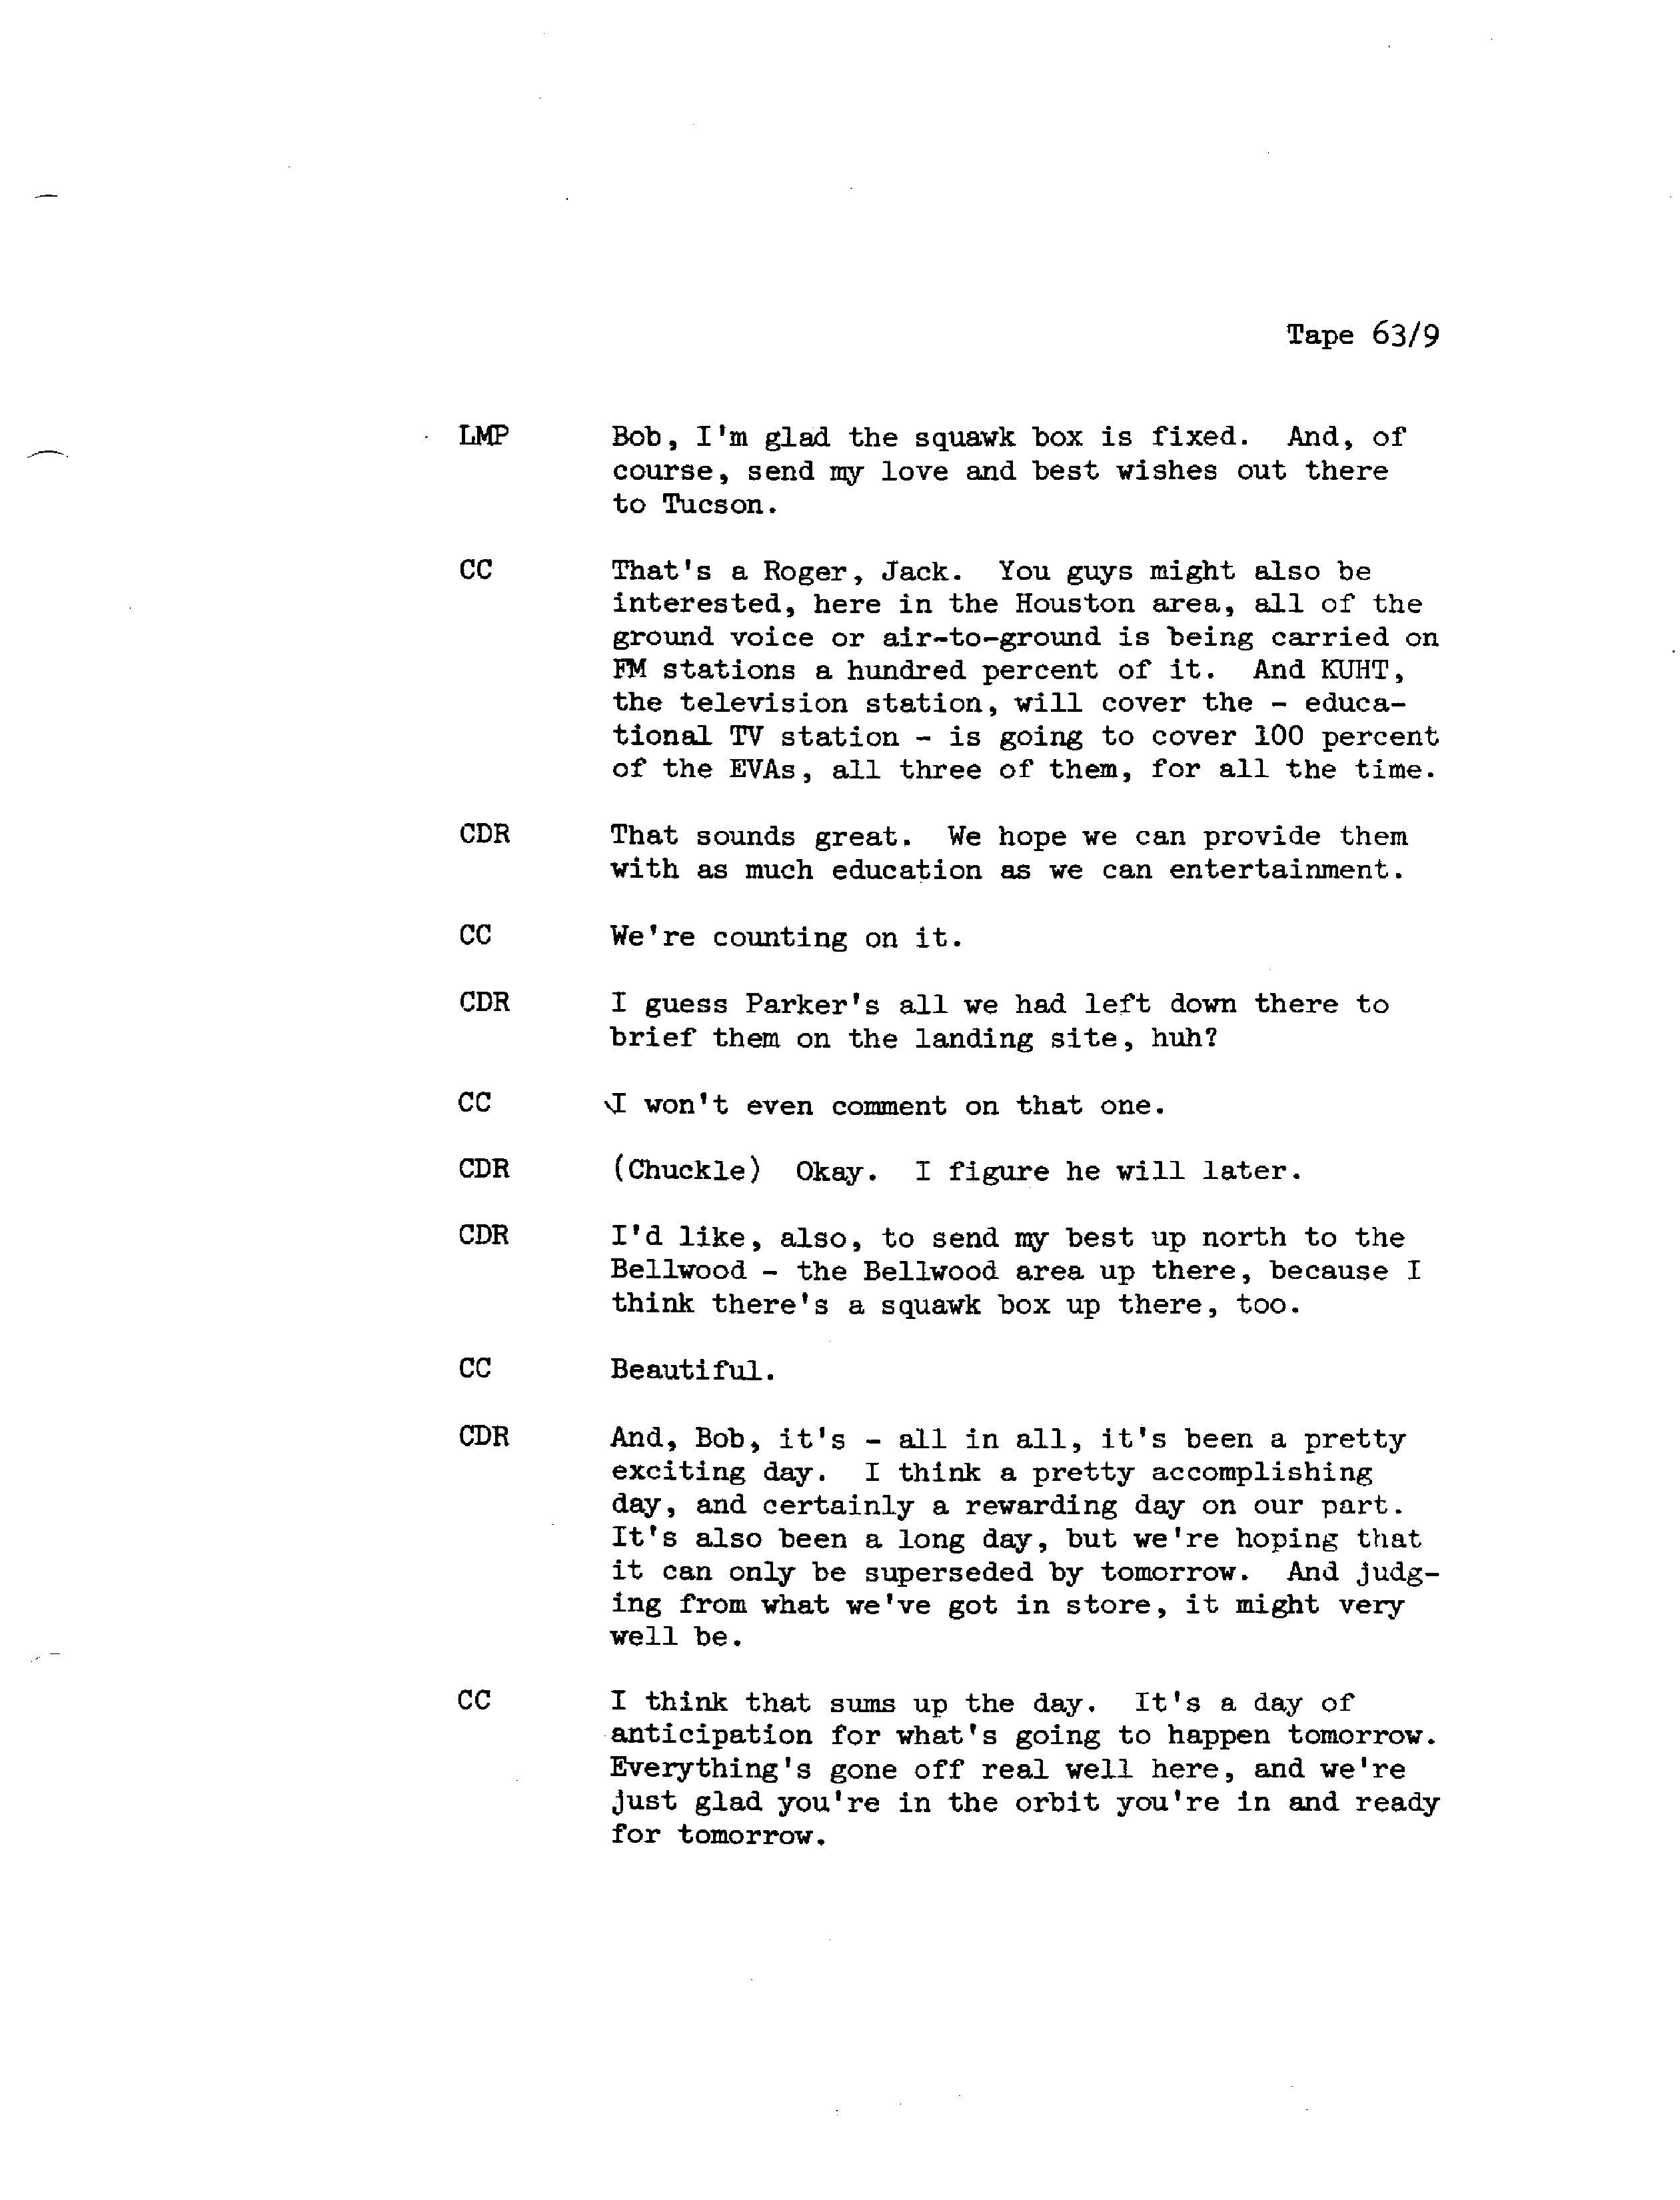 Tape 63/9
LMP Bob, I'm glad the squawk box is fixed. And, of
course, send my love and best wishes out there
to Tucson.
CC That's a Roger, Jack. You guys might also be
interested, here in the Houston area, all of the
ground voice or air-to-ground is being carried on
FM stations a hundred percent of it. And KUHT,
the television station, will cover the - educa-
tional TV station - is going to cover 100 percent
of the EVAs, all three of them, for all the time.
CDR That sounds great. We hope we can provide them
with as much education as we can entertainment.
CC We're counting on it.
CDR I guess Parker's all we had left down there to
brief them on the landing site, huh?
CC I won't even comment on that one.
CDR (Chuckle) Okay. I figure he will later.
CDR I'd like, also, to send my best up north to the
Bellwood - the Bellwood area up there, because I
think there's a squawk box up there, too.
CC Beautiful.
CDR And, Bob, it's - all in all, it's been a pretty
exciting day. I think a pretty accomplishing
day, and certainly a rewarding day on our part.
It's also been a long day, but we're hoping that
it can only be superseded by tomorrow. And judg-
ing from what we've got in store, it might very
well be.
CC I think that sums up the day. It's a day of
anticipation for what's going to happen tomorrow.
Everything's gone off real well here, and we're
just glad you're in the orbit you're in and ready
for tomorrow.